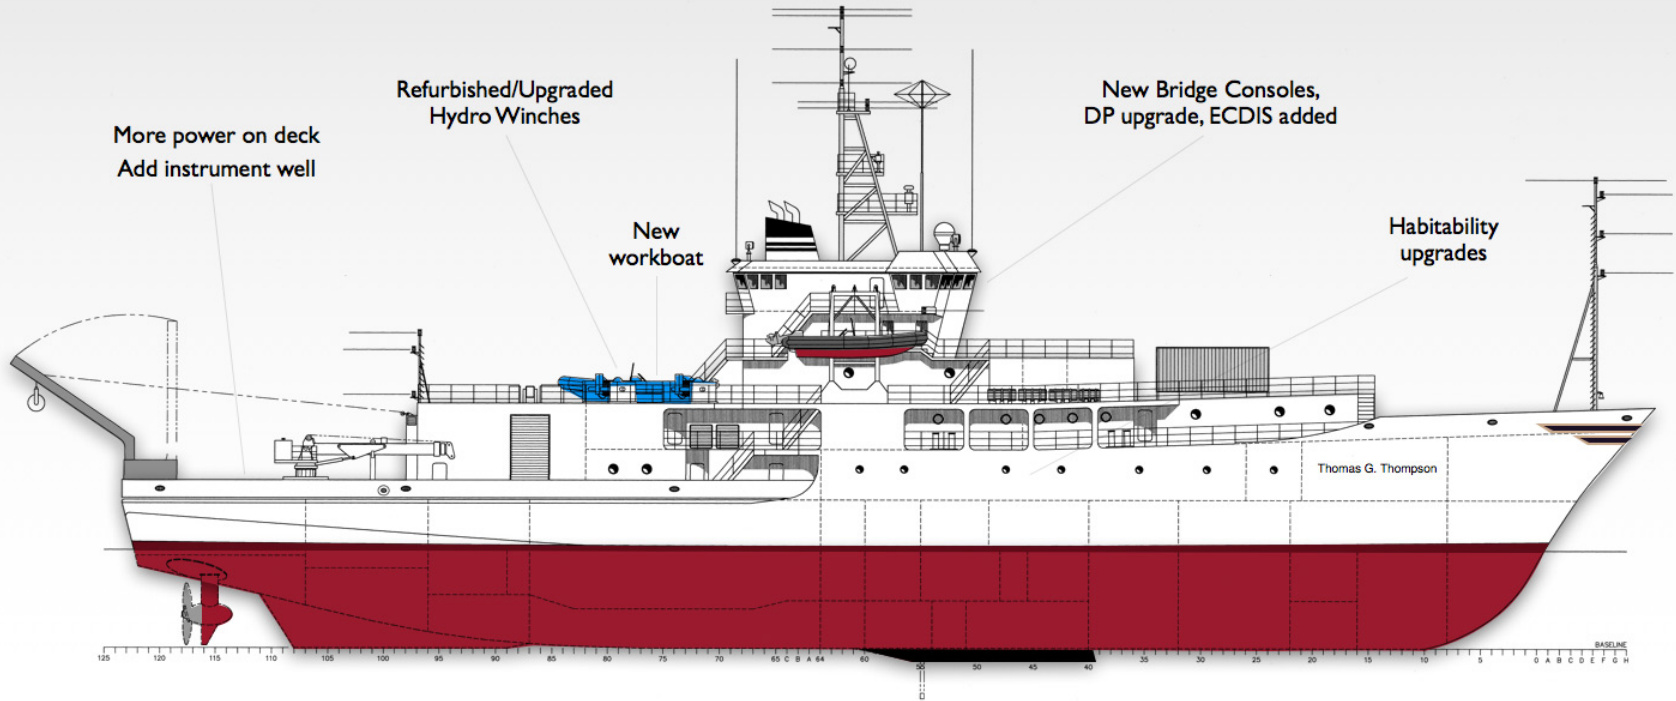 Refurbished/Upgraded
Hydro Winches
New Bridge Consoles,
DP upgrade, ECDIS added
More power on deck
Add instrument well
New
workboat
Habitability
upgrades
Thomas G. Thompson
BASELINE
125 120 115 110 105 100 95 90 85 80 75 70 65 C B A 64 60 55 50 45 40 35 30 25 20 15 10 5 0 A B C D E F G H